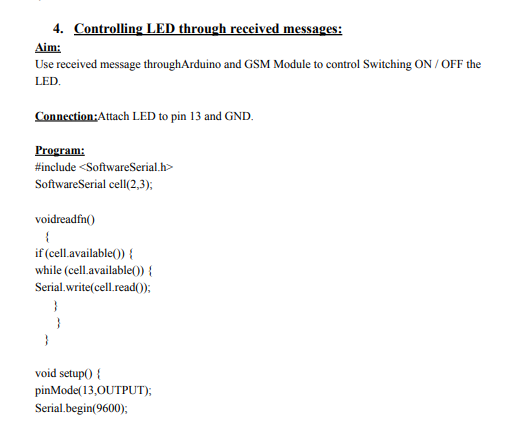 4. Controlling LED through received messages:
Aim:
Use received message throughArduino and GSM Module to control Switching ON / OFF the
LED.
Connection:Attach LED to pin 13 and GND.
Program:
#include <SoftwareSerial.h>
SoftwareSerial cell(2,3);
voidreadfn()
{
if (cell.available()) {
while (cell.available()) {
Serial.write(cell.read());
}
}
}
void setup() {
pinMode(13,OUTPUT);
Serial.begin(9600);